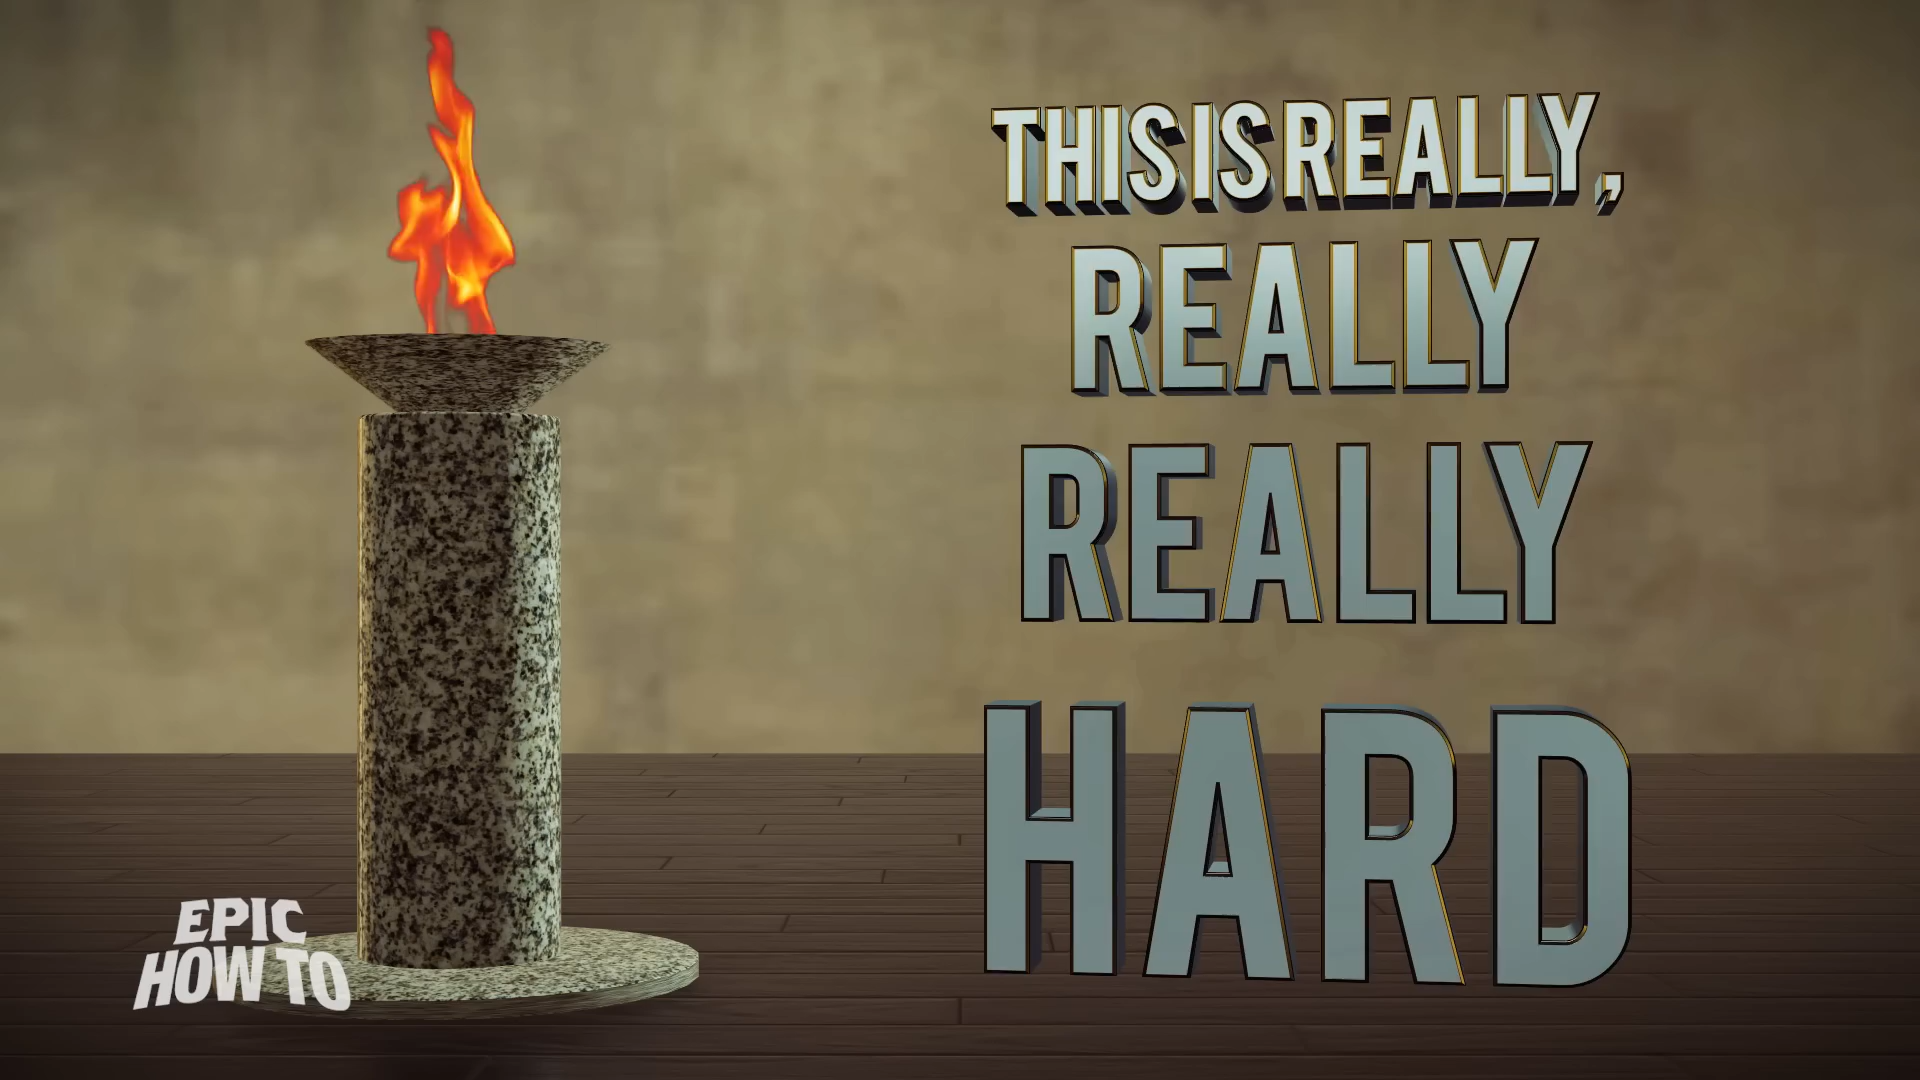 THIS IS REALLY,
REALLY
REALLY
HARD
EPIC
HOW TO